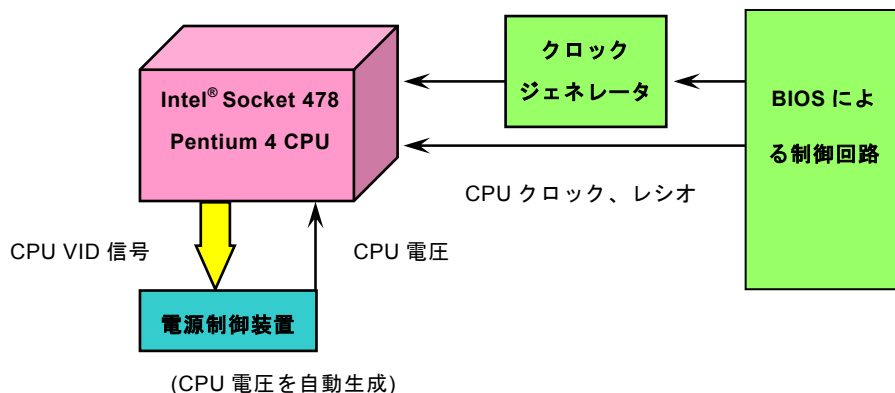 クロック
ジェネレータ
Intel® Socket 478
Pentium 4 CPU
BIOS によ
る制御回路
CPU クロック、レシオ
CPU VID 信号
CPU 電圧
電源制御装置
(CPU 電圧を自動生成)